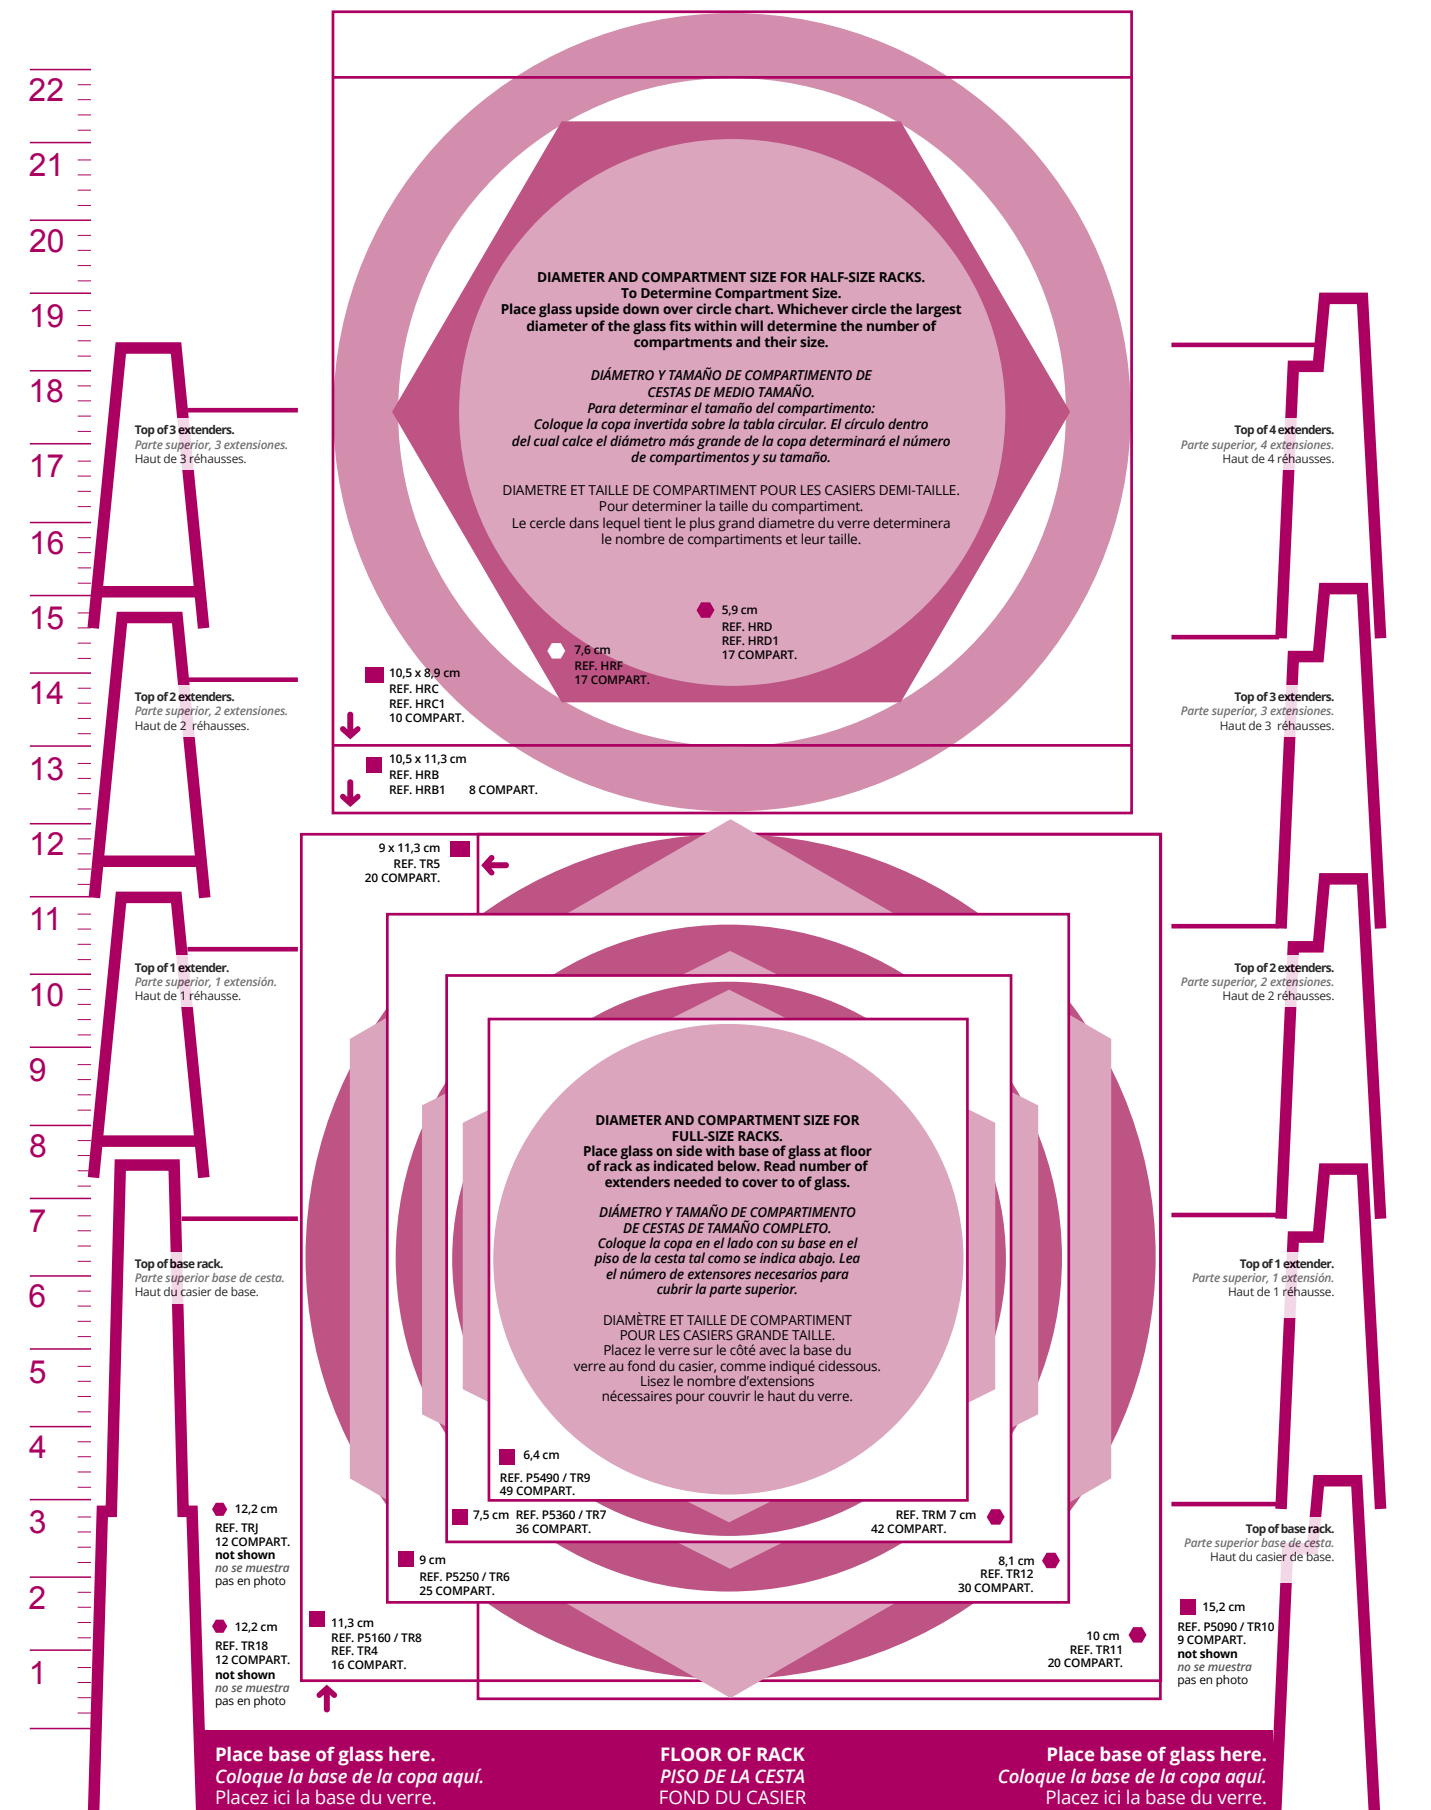 22
21
20
19
18
17
16
15
14
13
12
11
10
9
8
7
6
5
4
3
2
1
Top of 3 extenders.
Parte superior, 3 extensiones.
Haut de 3 réhausses.
Top of 2 extenders.
Parte superior, 2 extensiones.
Haut de 2 réhausses.
Top of 1 extender.
Parte superior, 1 extensión.
Haut de 1 réhausse.
Top of base rack.
Parte superior base de cesta.
Haut du casier de base.
DIAMETER AND COMPARTMENT SIZE FOR HALF-SIZE RACKS.
To Determine Compartment Size.
Place glass upside down over circle chart. Whichever circle the largest
diameter of the glass fits within will determine the number of
compartments and their size.
DIÁMETRO Y TAMAÑO DE COMPARTIMENTO DE
CESTAS DE MEDIO TAMAÑO.
Para determinar el tamaño del compartimento:
Coloque la copa invertida sobre la tabla circular. El círculo dentro
del cual calce el diámetro más grande de la copa determinará el número
de compartimentos y su tamaño.
DIAMETRE ET TAILLE DE COMPARTIMENT POUR LES CASIERS DEMI-TAILLE.
Pour determiner la taille du compartiment.
Le cercle dans lequel tient le plus grand diametre du verre determinera
le nombre de compartiments et leur taille.
5,9 cm
REF. HRD
REF. HRD1
17 COMPART.
7,6 cm
REF. HRF
17 COMPART.
10,5 x 8,9 cm
REF. HRC
REF. HRC1
10 COMPART.
10,5 x 11,3 cm
REF. HRB
REF. HRB1 8 COMPART.
9 x 11,3 cm
REF. TR5
20 COMPART.
DIAMETER AND COMPARTMENT SIZE FOR
FULL-SIZE RACKS.
Place glass on side with base of glass at floor
of rack as indicated below. Read number of
extenders needed to cover to of glass.
DIÁMETRO Y TAMAÑO DE COMPARTIMENTO
DE CESTAS DE TAMAÑO COMPLETO.
Coloque la copa en el lado con su base en el
piso de la cesta tal como se indica abajo. Lea
el número de extensores necesarios para
cubrir la parte superior.
DIAMÈTRE ET TAILLE DE COMPARTIMENT
POUR LES CASIERS GRANDE TAILLE.
Placez le verre sur le côté avec la base du
verre au fond du casier, comme indiqué cidessous.
Lisez le nombre d’extensions
nécessaires pour couvrir le haut du verre.
6,4 cm
REF. P5490 / TR9
49 COMPART.
7,5 cm REF. P5360 / TR7
36 COMPART.
REF. TRM 7 cm
42 COMPART.
9 cm
REF. P5250 / TR6
25 COMPART.
8,1 cm
REF. TR12
30 COMPART.
11,3 cm
REF. P5160 / TR8
REF. TR4
16 COMPART.
10 cm
REF. TR11
20 COMPART.
12,2 cm
REF. TRJ
12 COMPART.
not shown
no se muestra
pas en photo
12,2 cm
REF. TR18
12 COMPART.
not shown
no se muestra
pas en photo
Top of 4 extenders.
Parte superior, 4 extensiones.
Haut de 4 réhausses.
Top of 3 extenders.
Parte superior, 3 extensiones.
Haut de 3 réhausses.
Top of 2 extenders.
Parte superior, 2 extensiones.
Haut de 2 réhausses.
Top of 1 extender.
Parte superior, 1 extensión.
Haut de 1 réhausse.
Top of base rack.
Parte superior base de cesta.
Haut du casier de base.
15,2 cm
REF. P5090 / TR10
9 COMPART.
not shown
no se muestra
pas en photo
Place base of glass here.
Coloque la base de la copa aquí.
Placez ici la base du verre.
FLOOR OF RACK
PISO DE LA CESTA
FOND DU CASIER
Place base of glass here.
Coloque la base de la copa aquí.
Placez ici la base du verre.